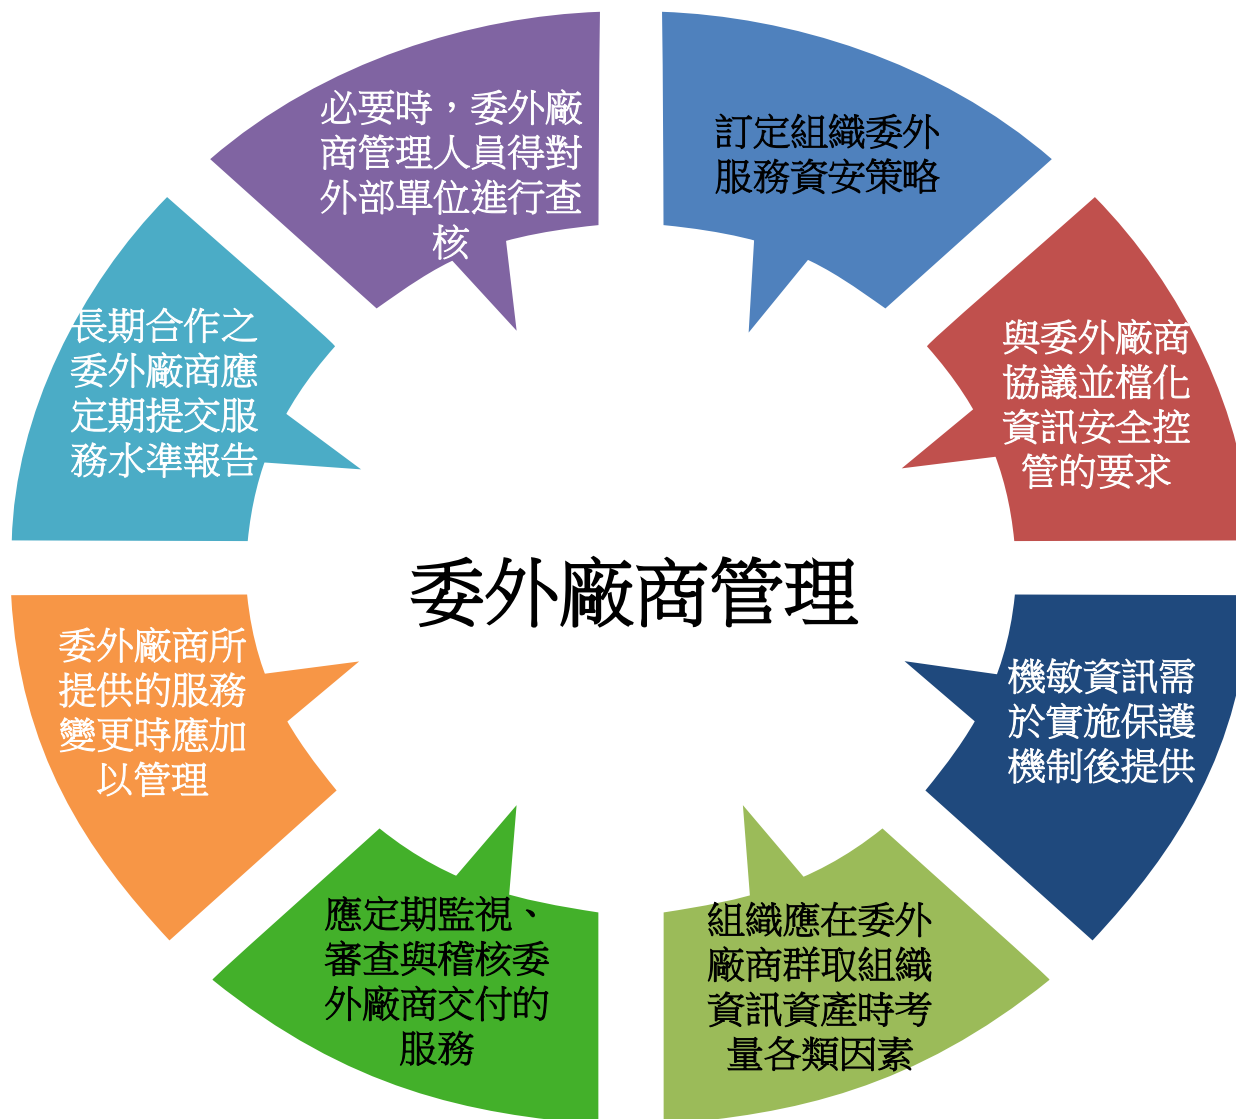 必要時，委外廠
商管理人員得對
外部單位進行查
核
訂定組織委外
服務資安策略
長期合作之
委外廠商應
定期提交服
務水準報告
與委外廠商
協議並檔化
資訊安全控
管的要求
委外廠商管理
委外廠商所
提供的服務
變更時應加
以管理
機敏資訊需
於實施保護
機制後提供
應定期監視、
審查與稽核委
外廠商交付的
服務
組織應在委外
廠商群取組織
資訊資產時考
量各類因素